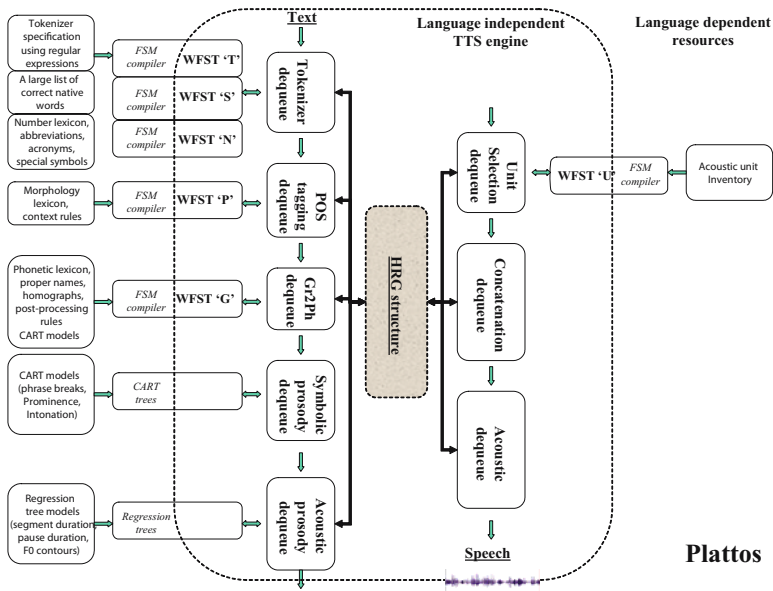 Text
Language independent
TTS engine
Language dependent
resources
Tokenizer
specification
using regular
expressions
FSM
compiler
WFST ‘T’
A large list of
correct native
words
FSM
compiler
WFST ‘S’
Number lexicon,
abbreviations,
acronyms,
special symbols
FSM
compiler
WFST ‘N’
Tokenizer
dequeue
Morphology
lexicon,
context rules
FSM
compiler
WFST ‘P’
POS
tagging
dequeue
Phonetic lexicon,
proper names,
homographs,
post-processing
rules
CART models
FSM
compiler
WFST ‘G’
Gr2Ph
dequeue
CART models
(phrase breaks,
Prominence,
Intonation)
CART
trees
Symbolic
prosody
dequeue
Regression
tree models
(segment duration,
pause duration,
F0 contours)
Regression
trees
Acoustic
prosody
dequeue
HRG structure
Unit
Selection
dequeue
WFST ‘U’
FSM
compiler
Acoustic unit
Inventory
Concatenation
dequeue
Acoustic
dequeue
Speech
Plattos